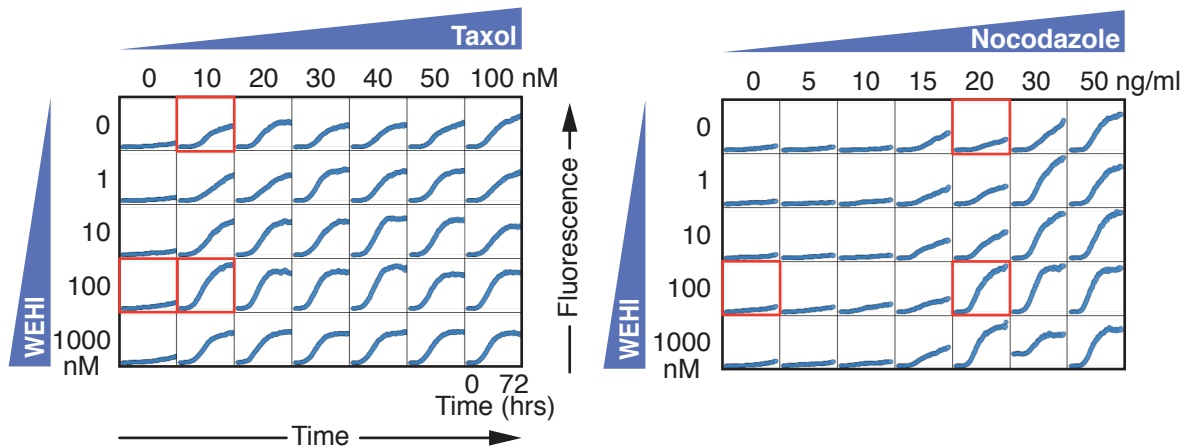 Taxol
0 10 20 30 40 50 100 nM
WEHI
0
1
10
100
1000
nM
0 72
Time (hrs)
Time
Fluorescence
Nocodazole
0 5 10 15 20 30 50 ng/ml
WEHI
0
1
10
100
1000
nM